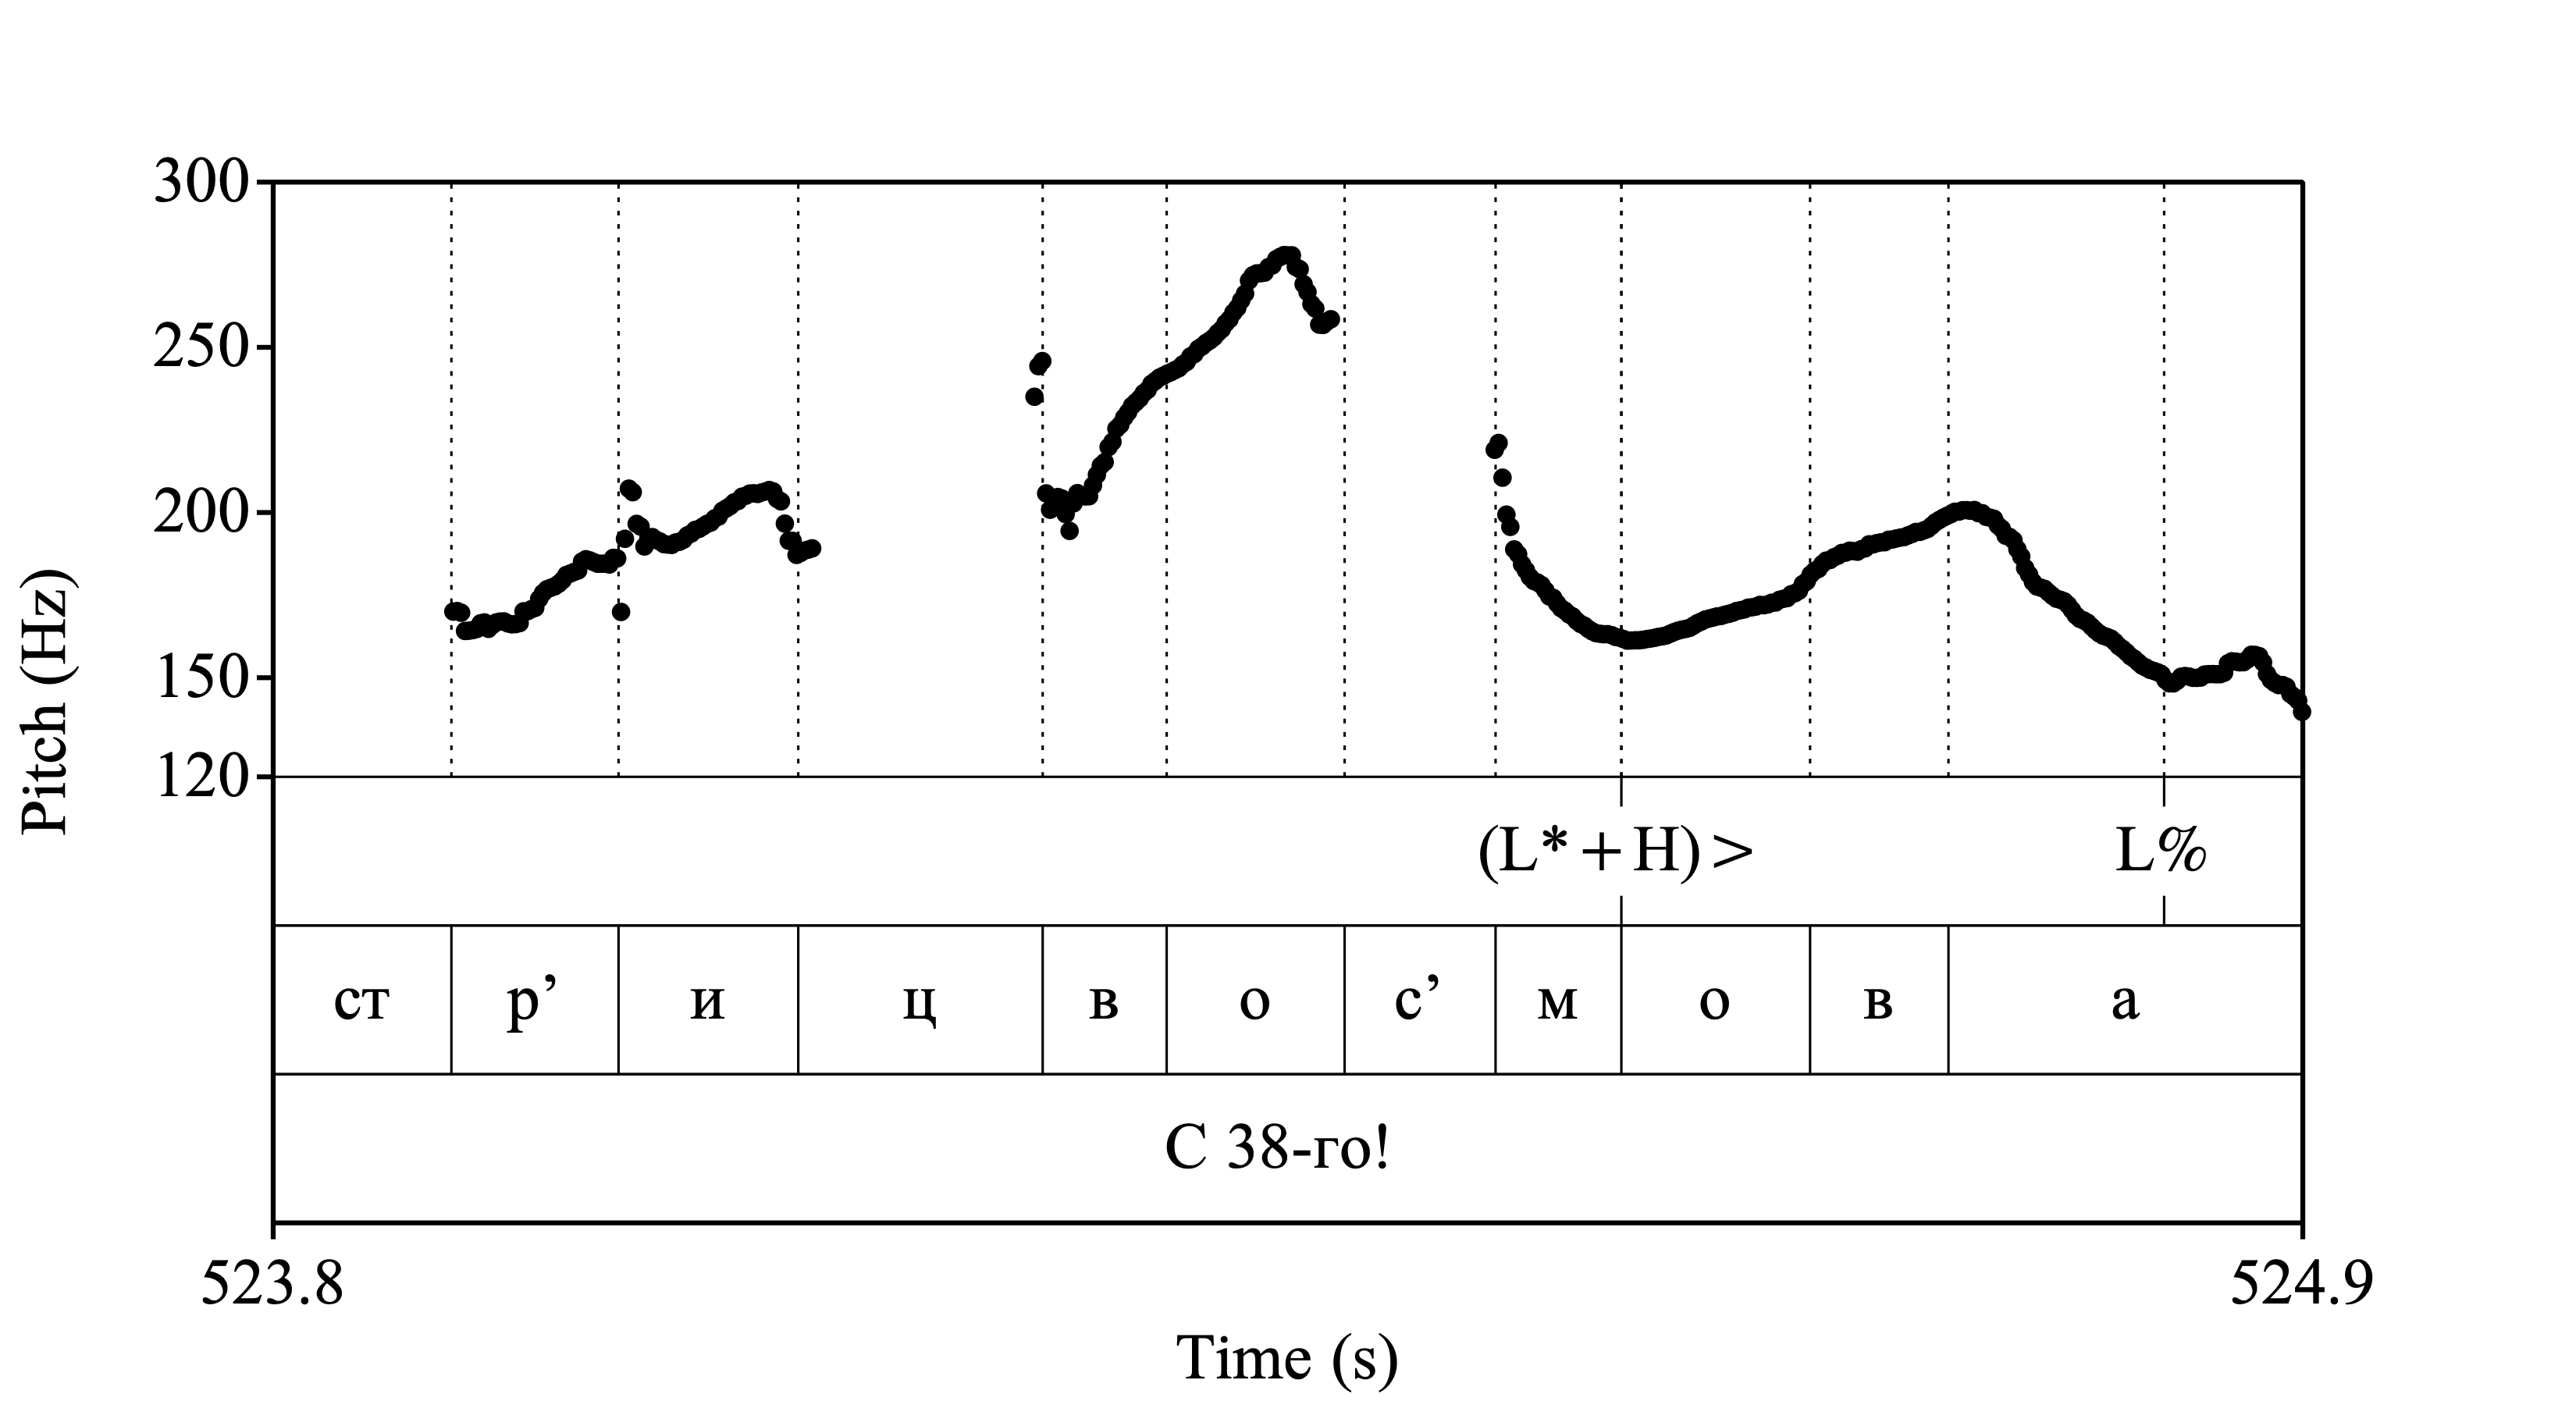 300
250
200
150
120
Pitch (Hz)
(L*+H)> L%
ст р’ и ц в о с’ м о в а
С 38-го!
523.8 524.9
Time (s)